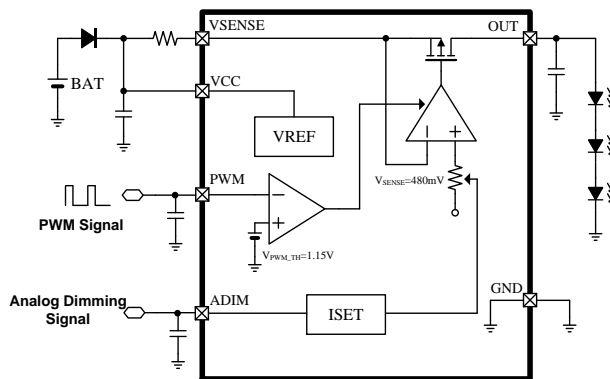 VSENSE
OUT
BAT
VCC
VREF
PWM
V_SENSE=480mV
PWM Signal
V_PWM_TH=1.15V
GND
ADIM
Analog Dimming
Signal
ISET